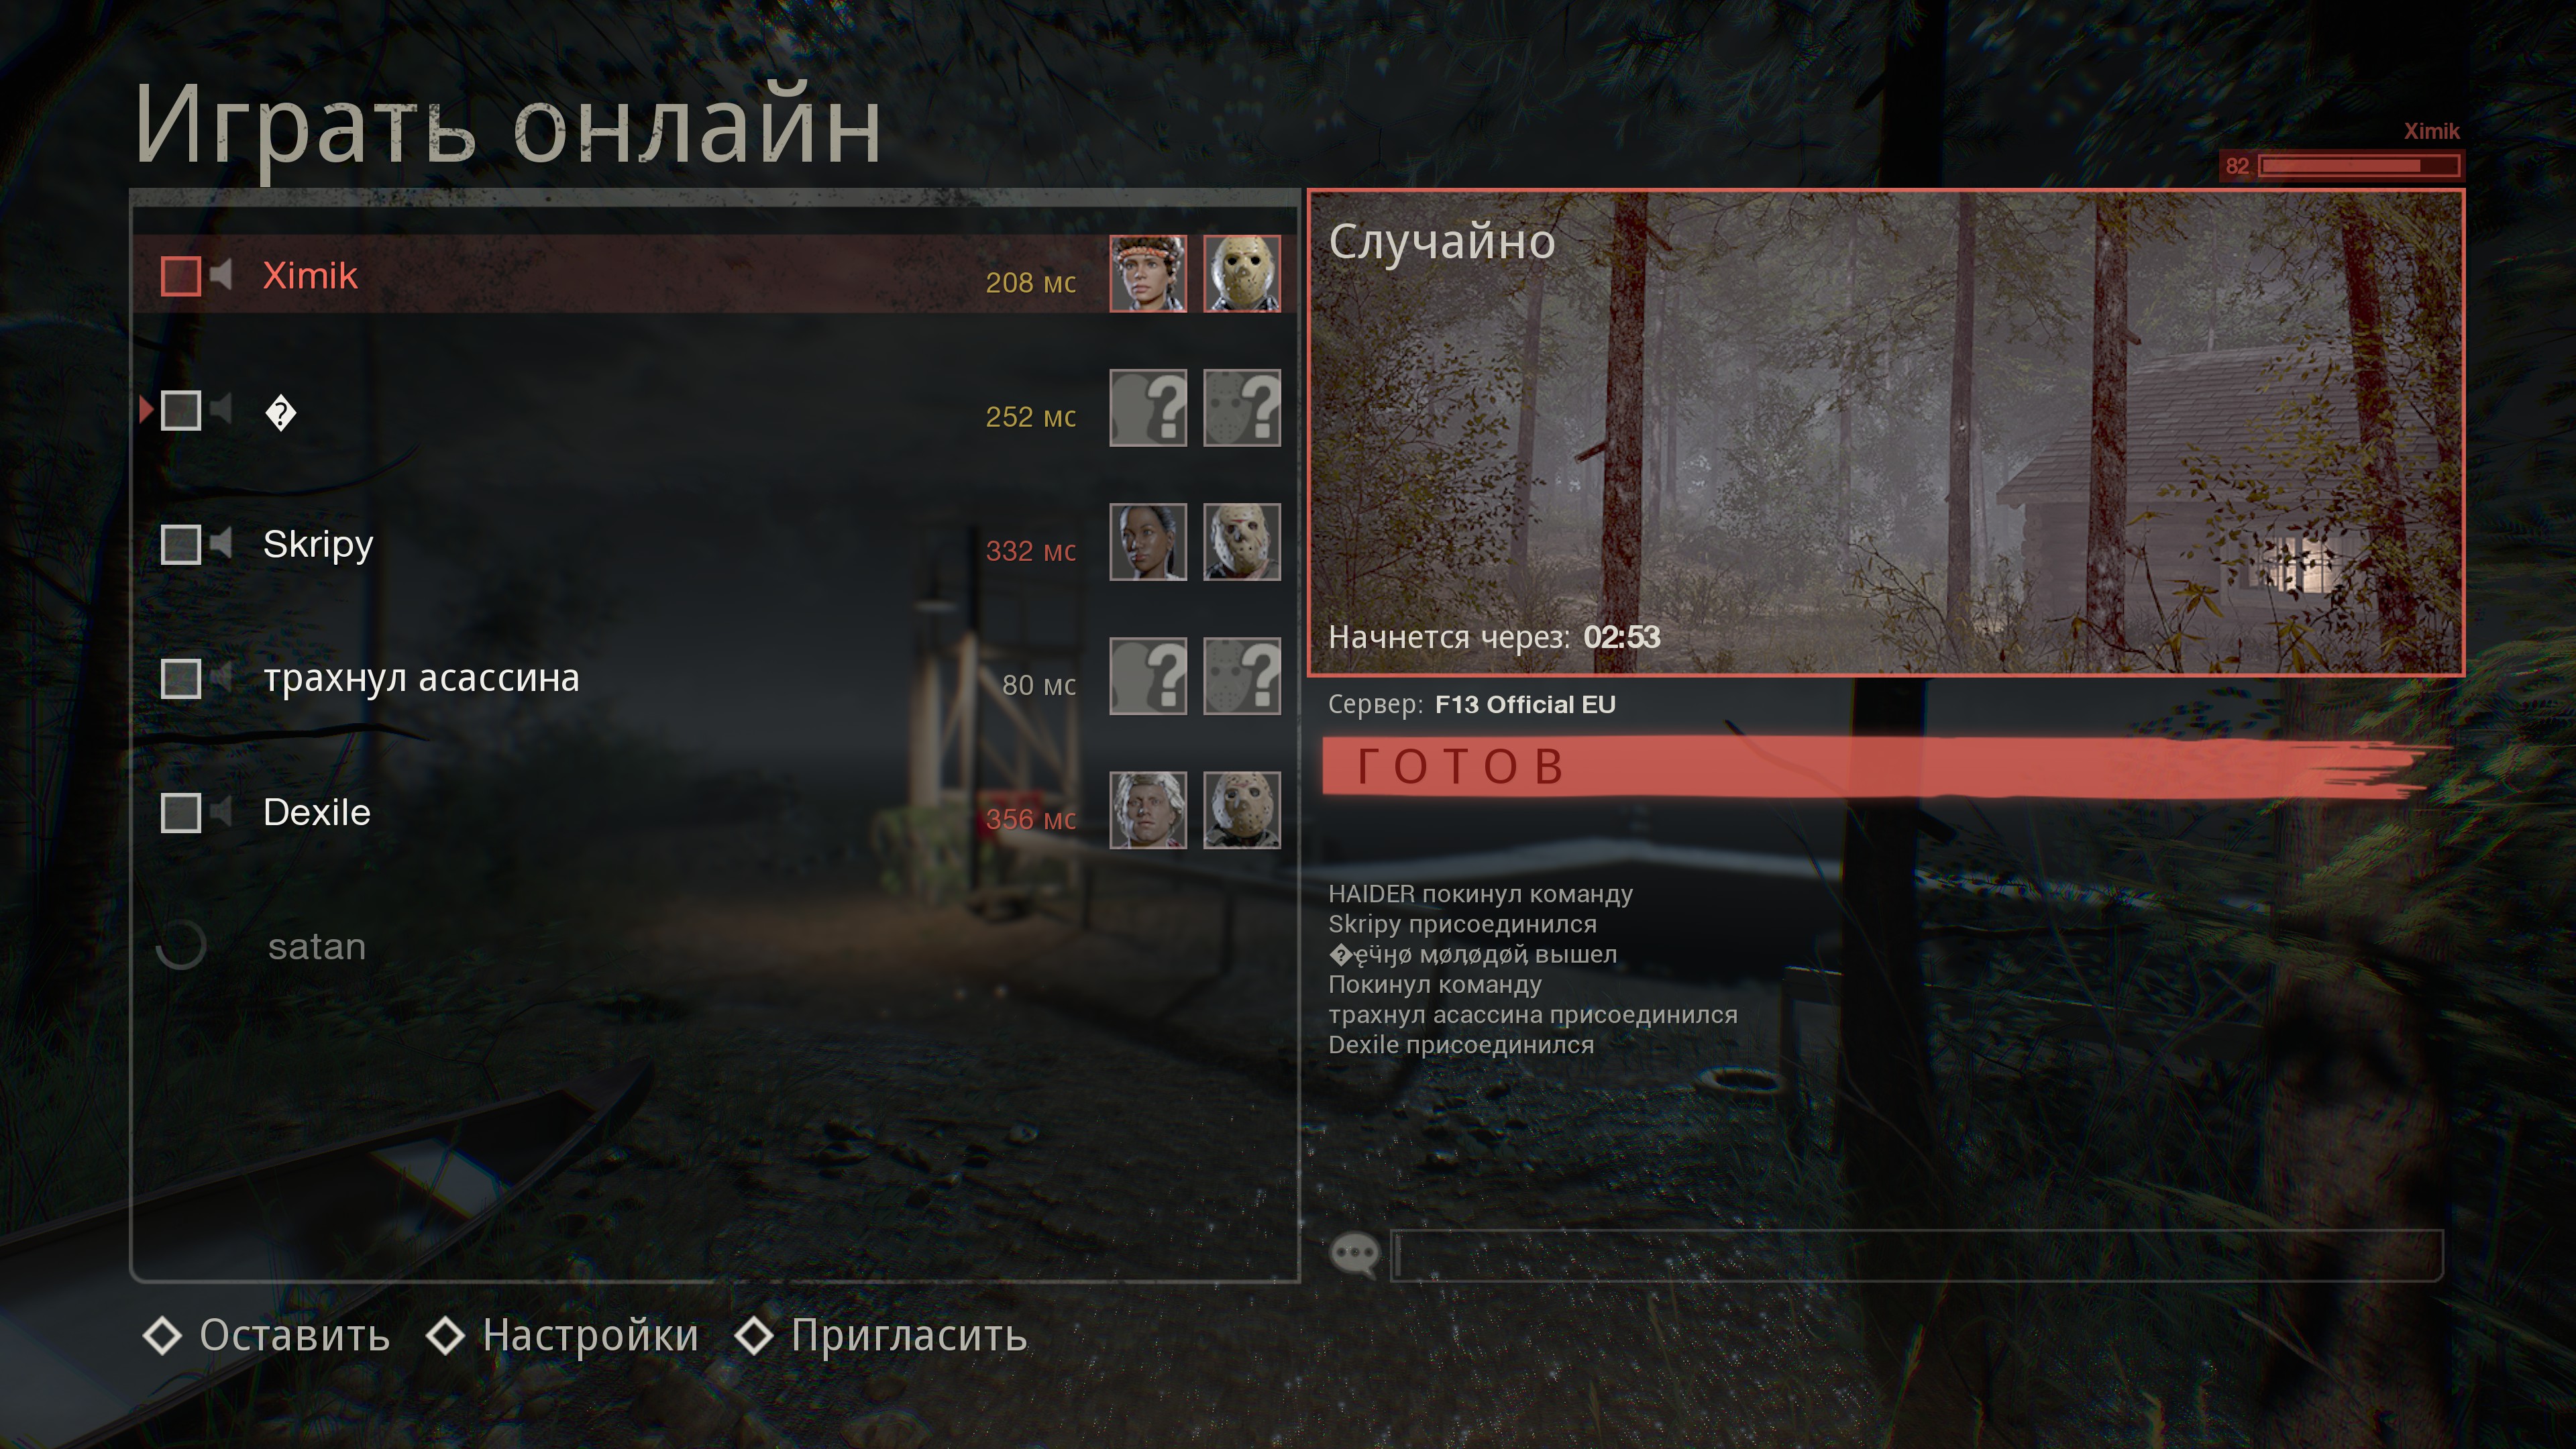 Играть онлайн
Ximik
82
Ximik
208 мс
252 мс
Skripy
332 мс
трахнул асассина
80 мс
Dexile
356 мс
satan
Случайно
Начнется через: 02:53
Сервер: F13 Official EU
ГОТОВ
HAIDER покинул команду
Skripy присоединился
вышел
Покинул команду
трахнул асассина присоединился
Dexile присоединился
Оставить
Настройки
Пригласить